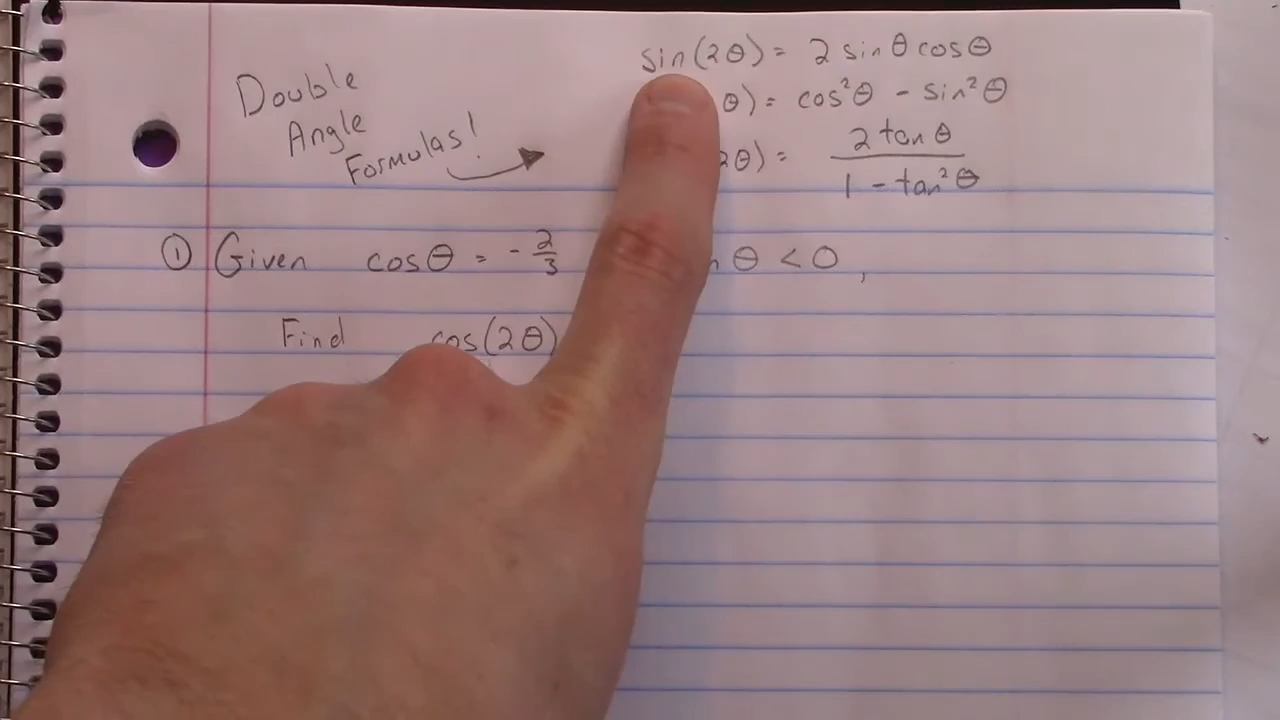 Double
Angle
Formulas!
sin(2θ) = 2 sin θ cos θ
θ) = cos²θ - sin²θ
2θ) = 2 tan θ / 1 - tan²θ
① Given cos θ = - 2/3 θ < 0 ,
Find cos(2θ)